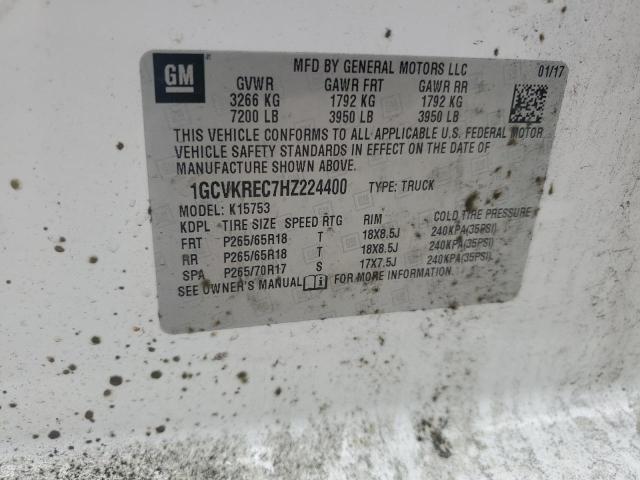 GM
MFD BY GENERAL MOTORS LLC 01/17
GVWR GAWR FRT GAWR RR
3266 KG 1792 KG 1792 KG
7200 LB 3950 LB 3950 LB
THIS VEHICLE CONFORMS TO ALL APPLICABLE U.S. FEDERAL MOTOR
VEHICLE SAFETY STANDARDS IN EFFECT ON THE DATE OF
MANUFACTURE SHOWN ABOVE.
1GCVKREC7HZ224400 TYPE: TRUCK
MODEL: K15753
KDPL TIRE SIZE SPEED RTG RIM COLD TIRE PRESSURE
FRT P265/65R18 T 18X8.5J 240KPA(35PSI)
RR P265/65R18 T 18X8.5J 240KPA(35PSI)
SPA P265/70R17 S 17X7.5J 240KPA(35PSI)
SEE OWNER'S MANUAL FOR MORE INFORMATION